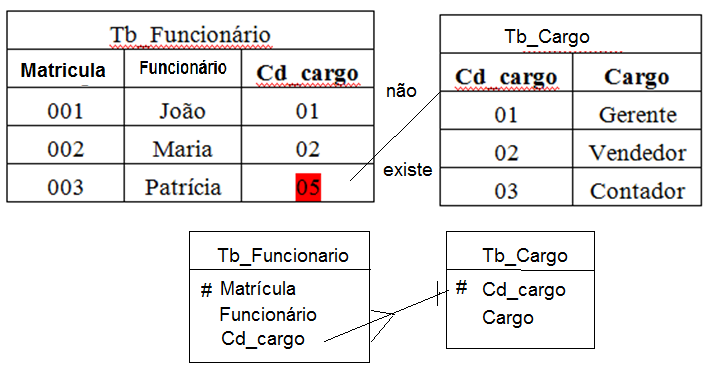 Tb_Funcionário
Matricula Funcionário Cd_cargo
001 João 01
002 Maria 02
003 Patrícia 05
não
existe
Tb_Cargo
Cd_cargo Cargo
01 Gerente
02 Vendedor
03 Contador
Tb_Funcionario
# Matrícula
Funcionário
Cd_cargo
Tb_Cargo
# Cd_cargo
Cargo